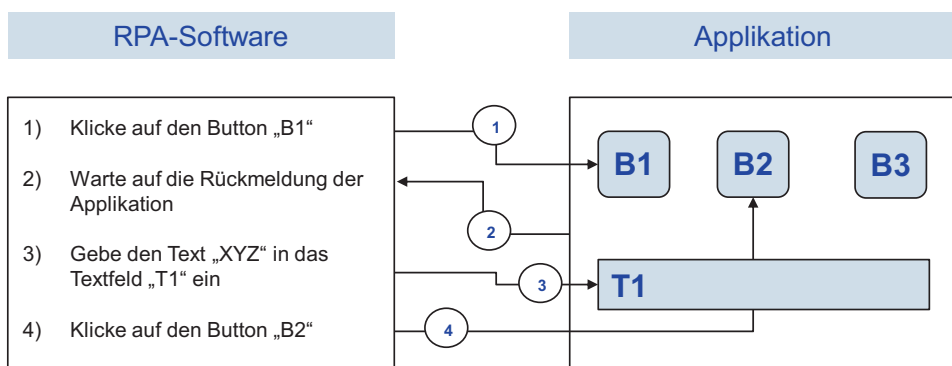 RPA-Software
Applikation
1) Klicke auf den Button „B1“
2) Warte auf die Rückmeldung der
Applikation
3) Gebe den Text „XYZ“ in das
Textfeld „T1“ ein
4) Klicke auf den Button „B2“
1
2
3
4
B1
B2
B3
T1